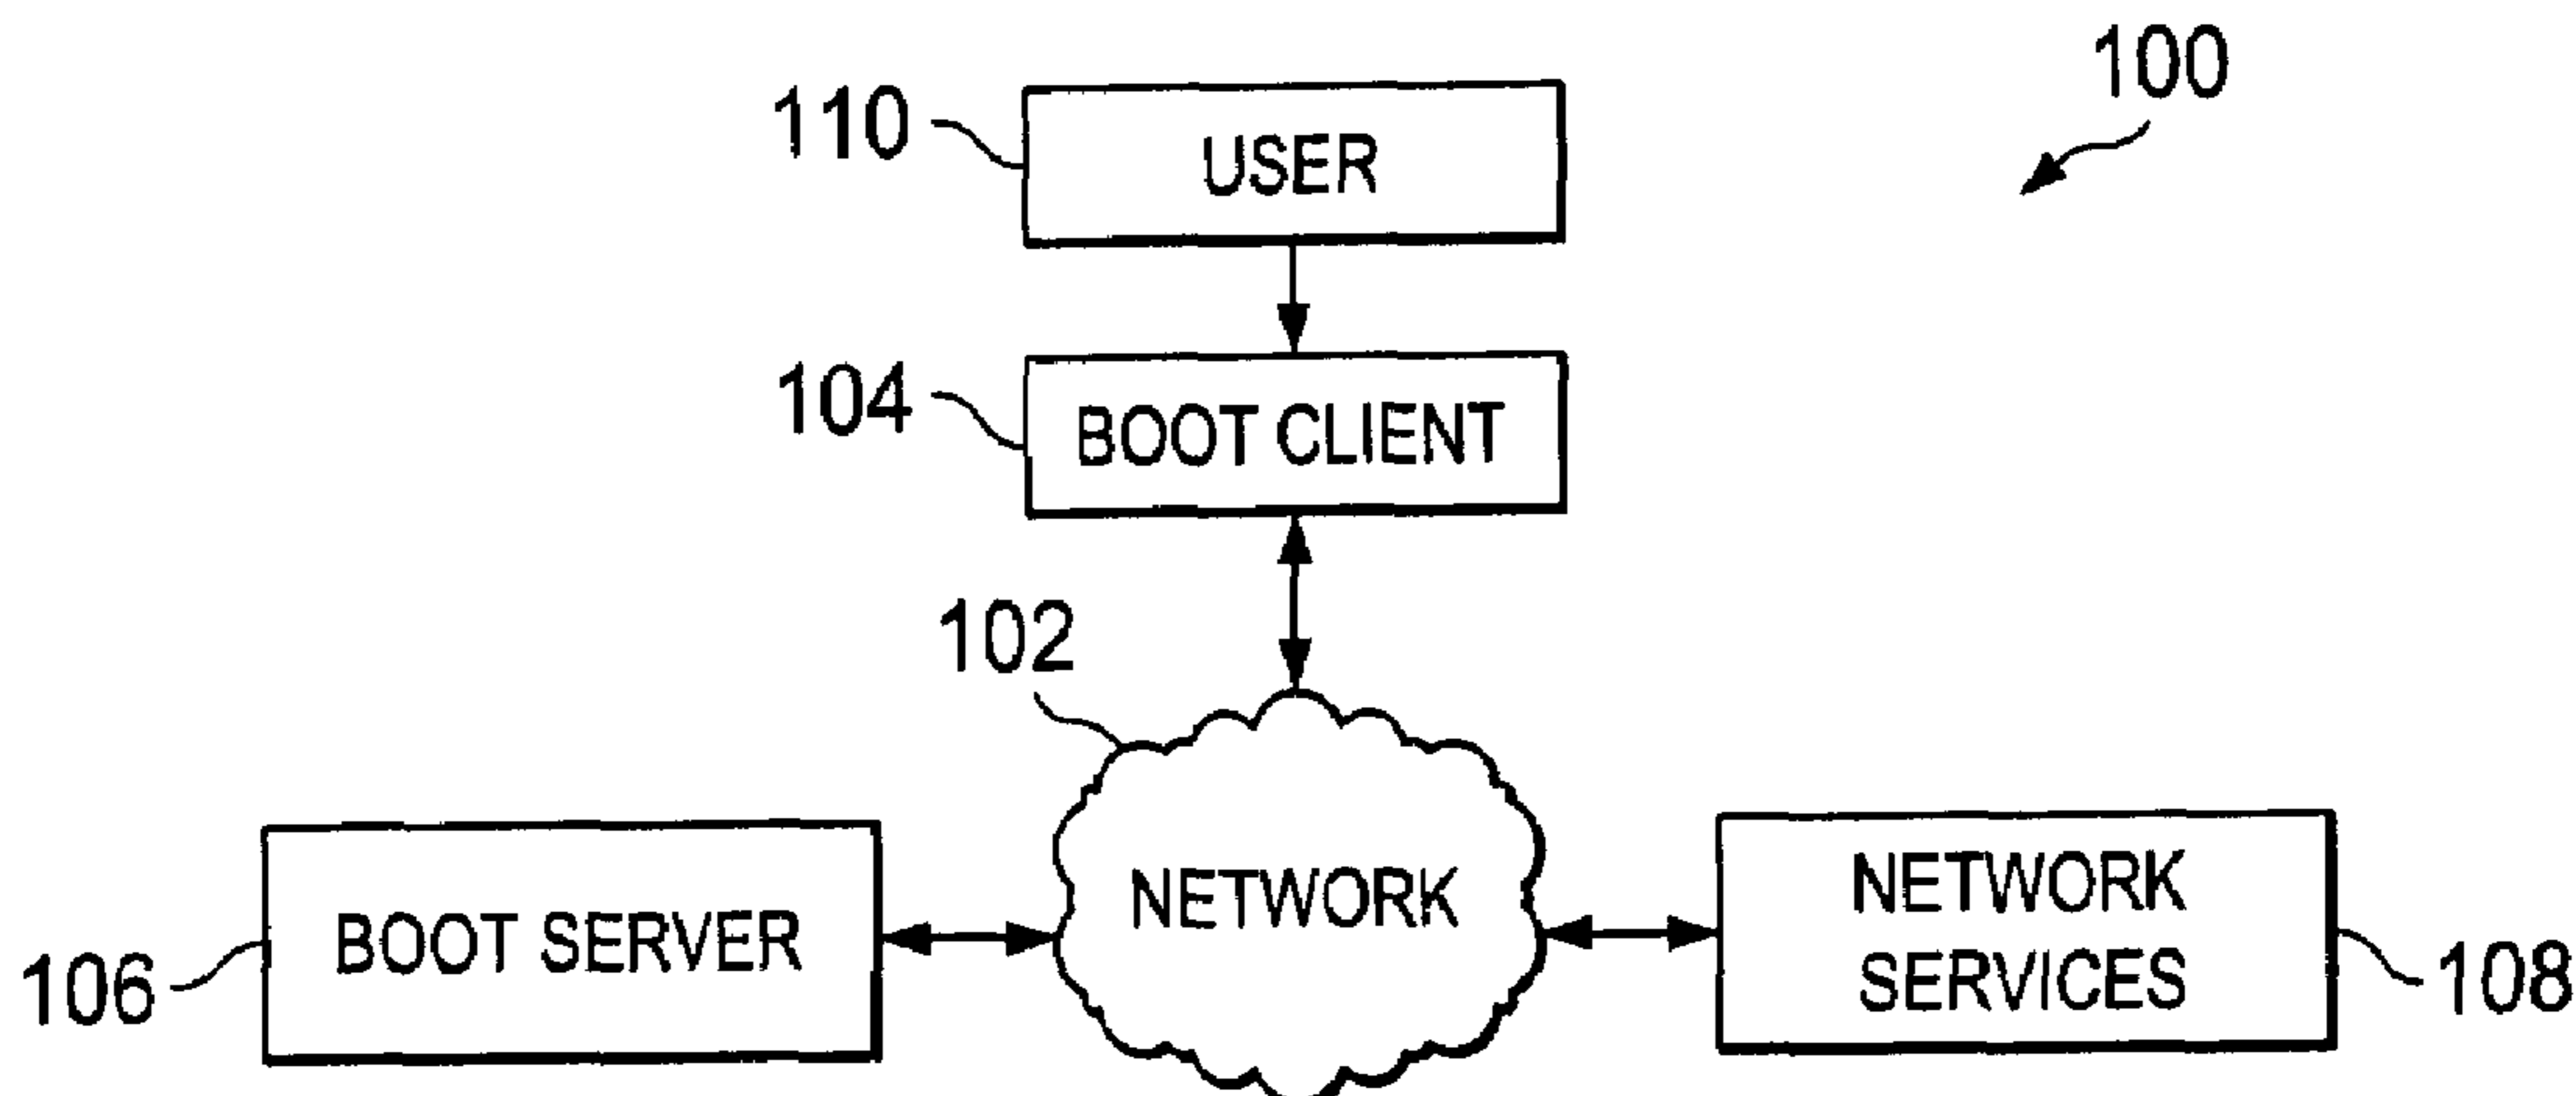 100
110
USER
104
BOOT CLIENT
102
NETWORK
106
BOOT SERVER
NETWORK
SERVICES
108